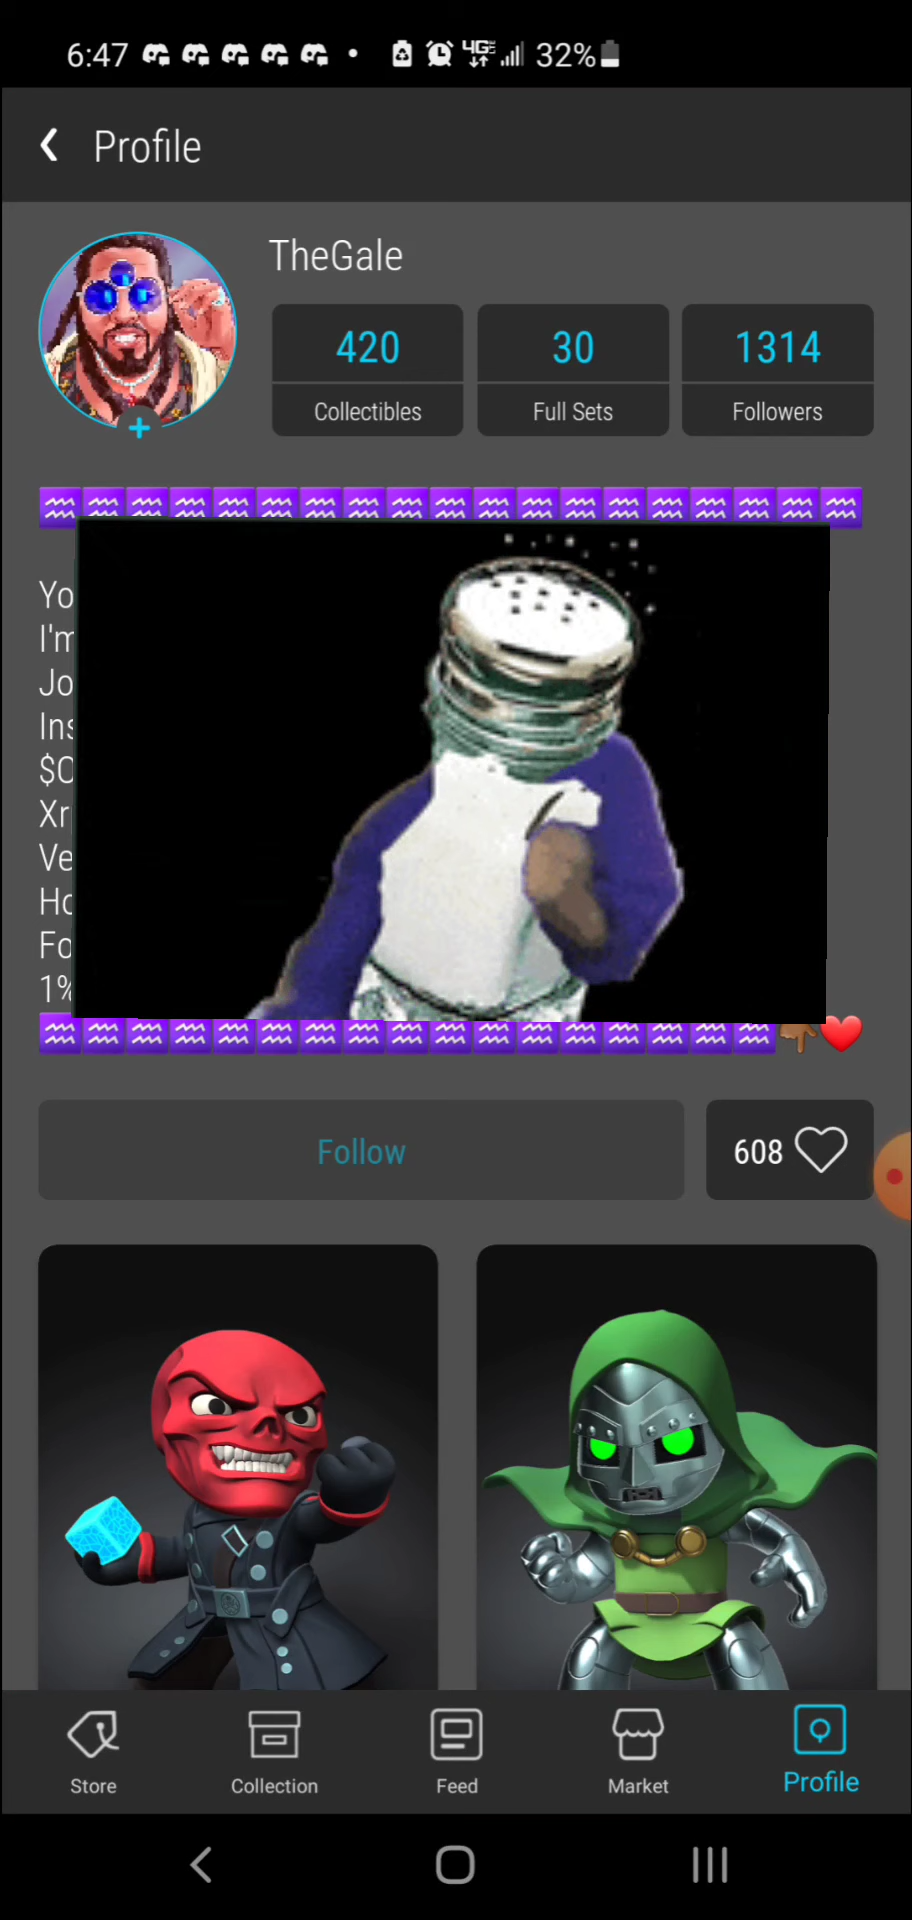 6:47 4G 32%
Profile
TheGale
420 30 1314
Collectibles Full Sets Followers
Yo
I'm
Jo
Ins
$C
Xr
Ve
Ho
Fo
1%
Follow 608
Store Collection Feed Market Profile